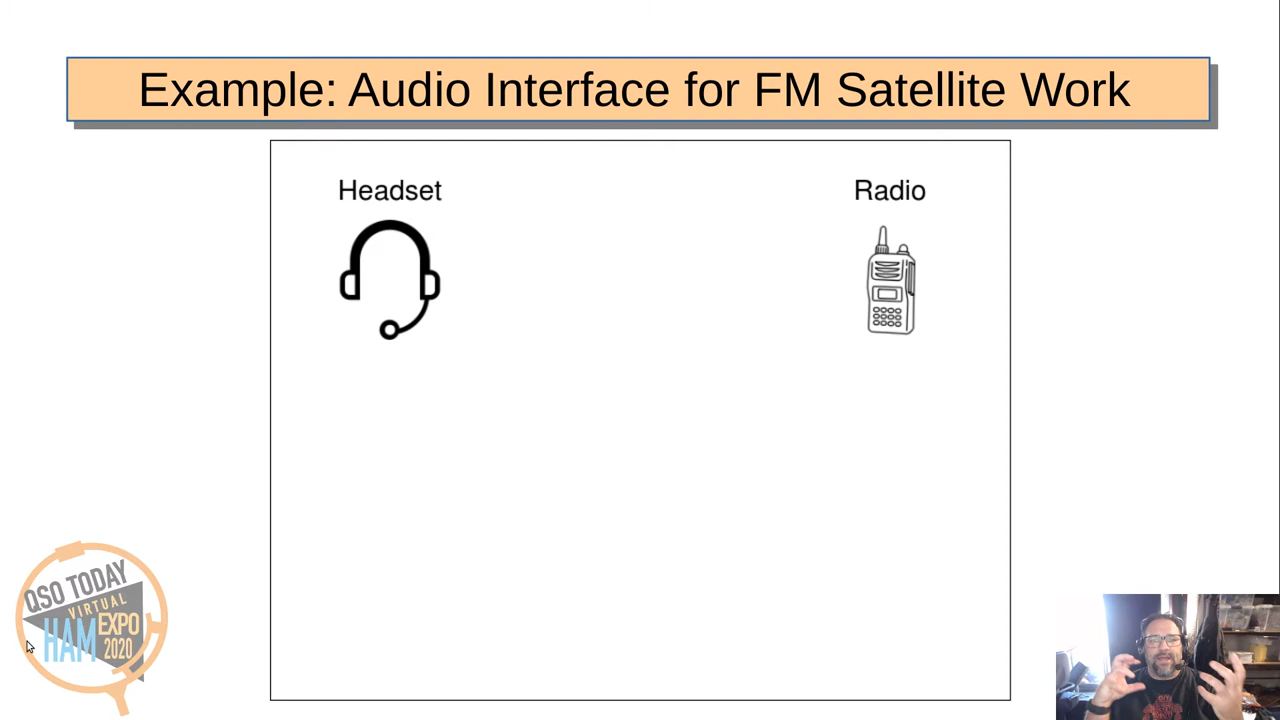 Example: Audio Interface for FM Satellite Work
Headset
Radio
QSO TODAY
VIRTUAL
HAM EXPO
2020